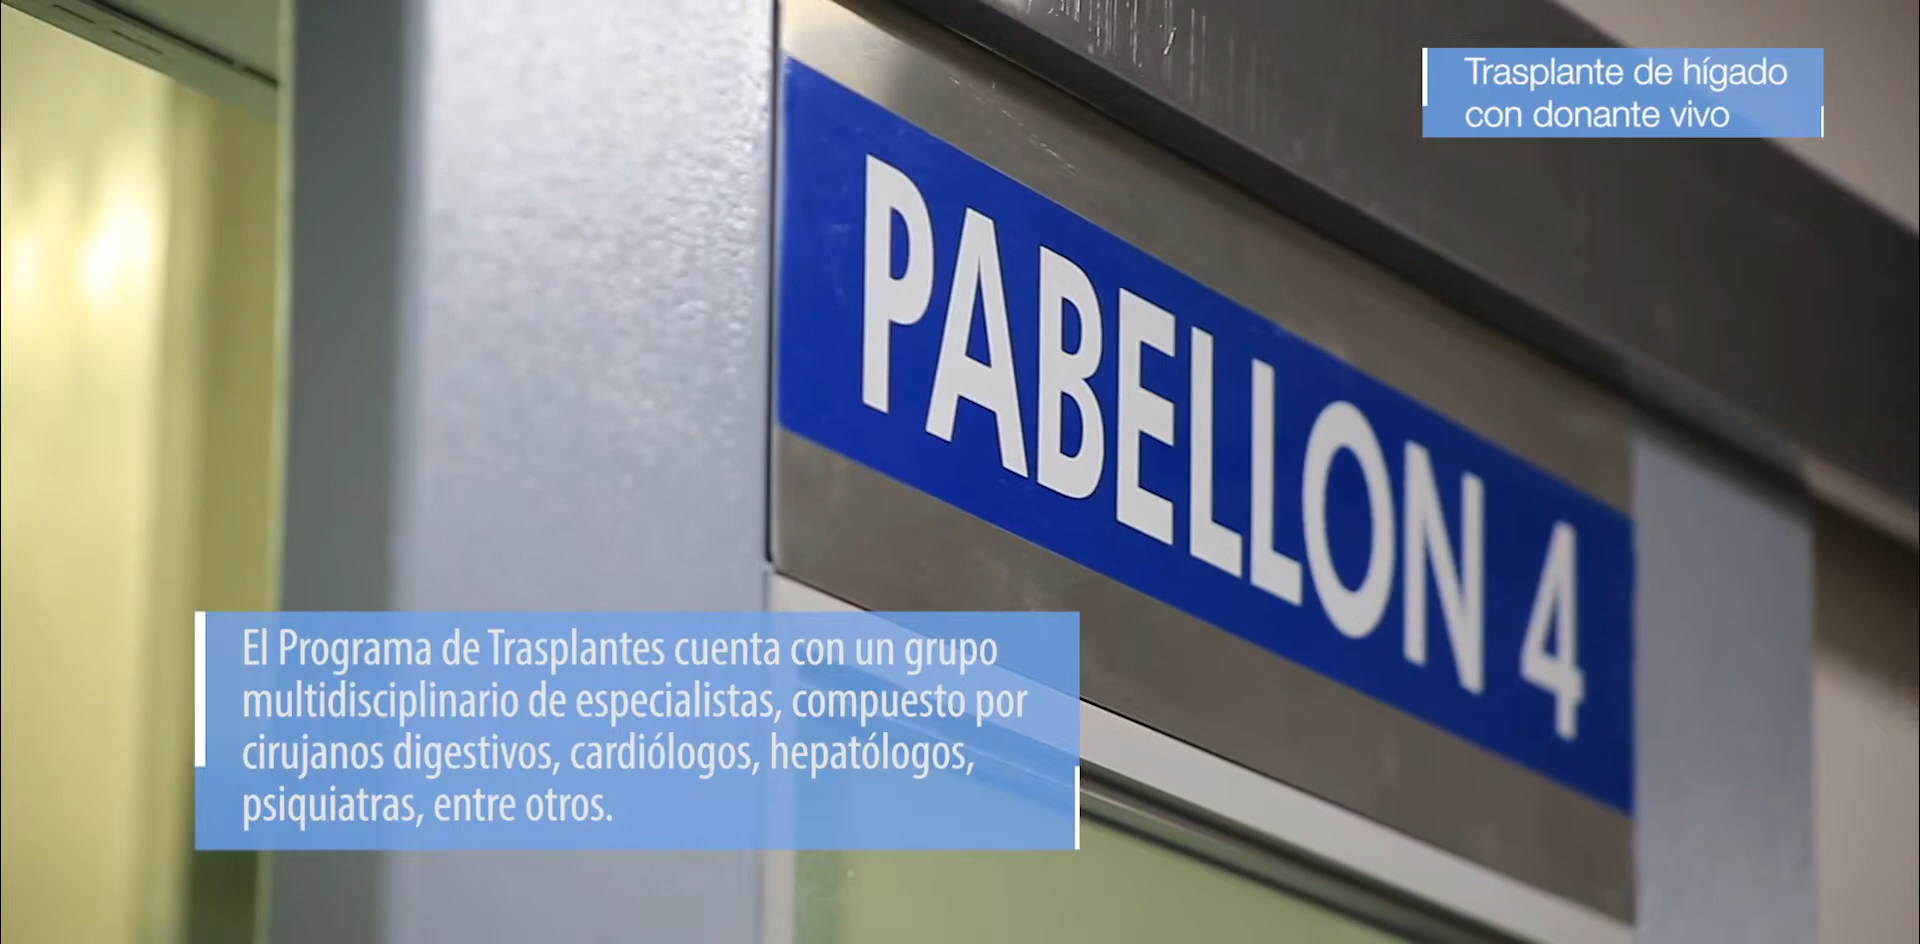 Trasplante de hígado
con donante vivo
PABELLON 4
El Programa de Trasplantes cuenta con un grupo
multidisciplinario de especialistas, compuesto por
cirujanos digestivos, cardiólogos, hepatólogos,
psiquiatras, entre otros.